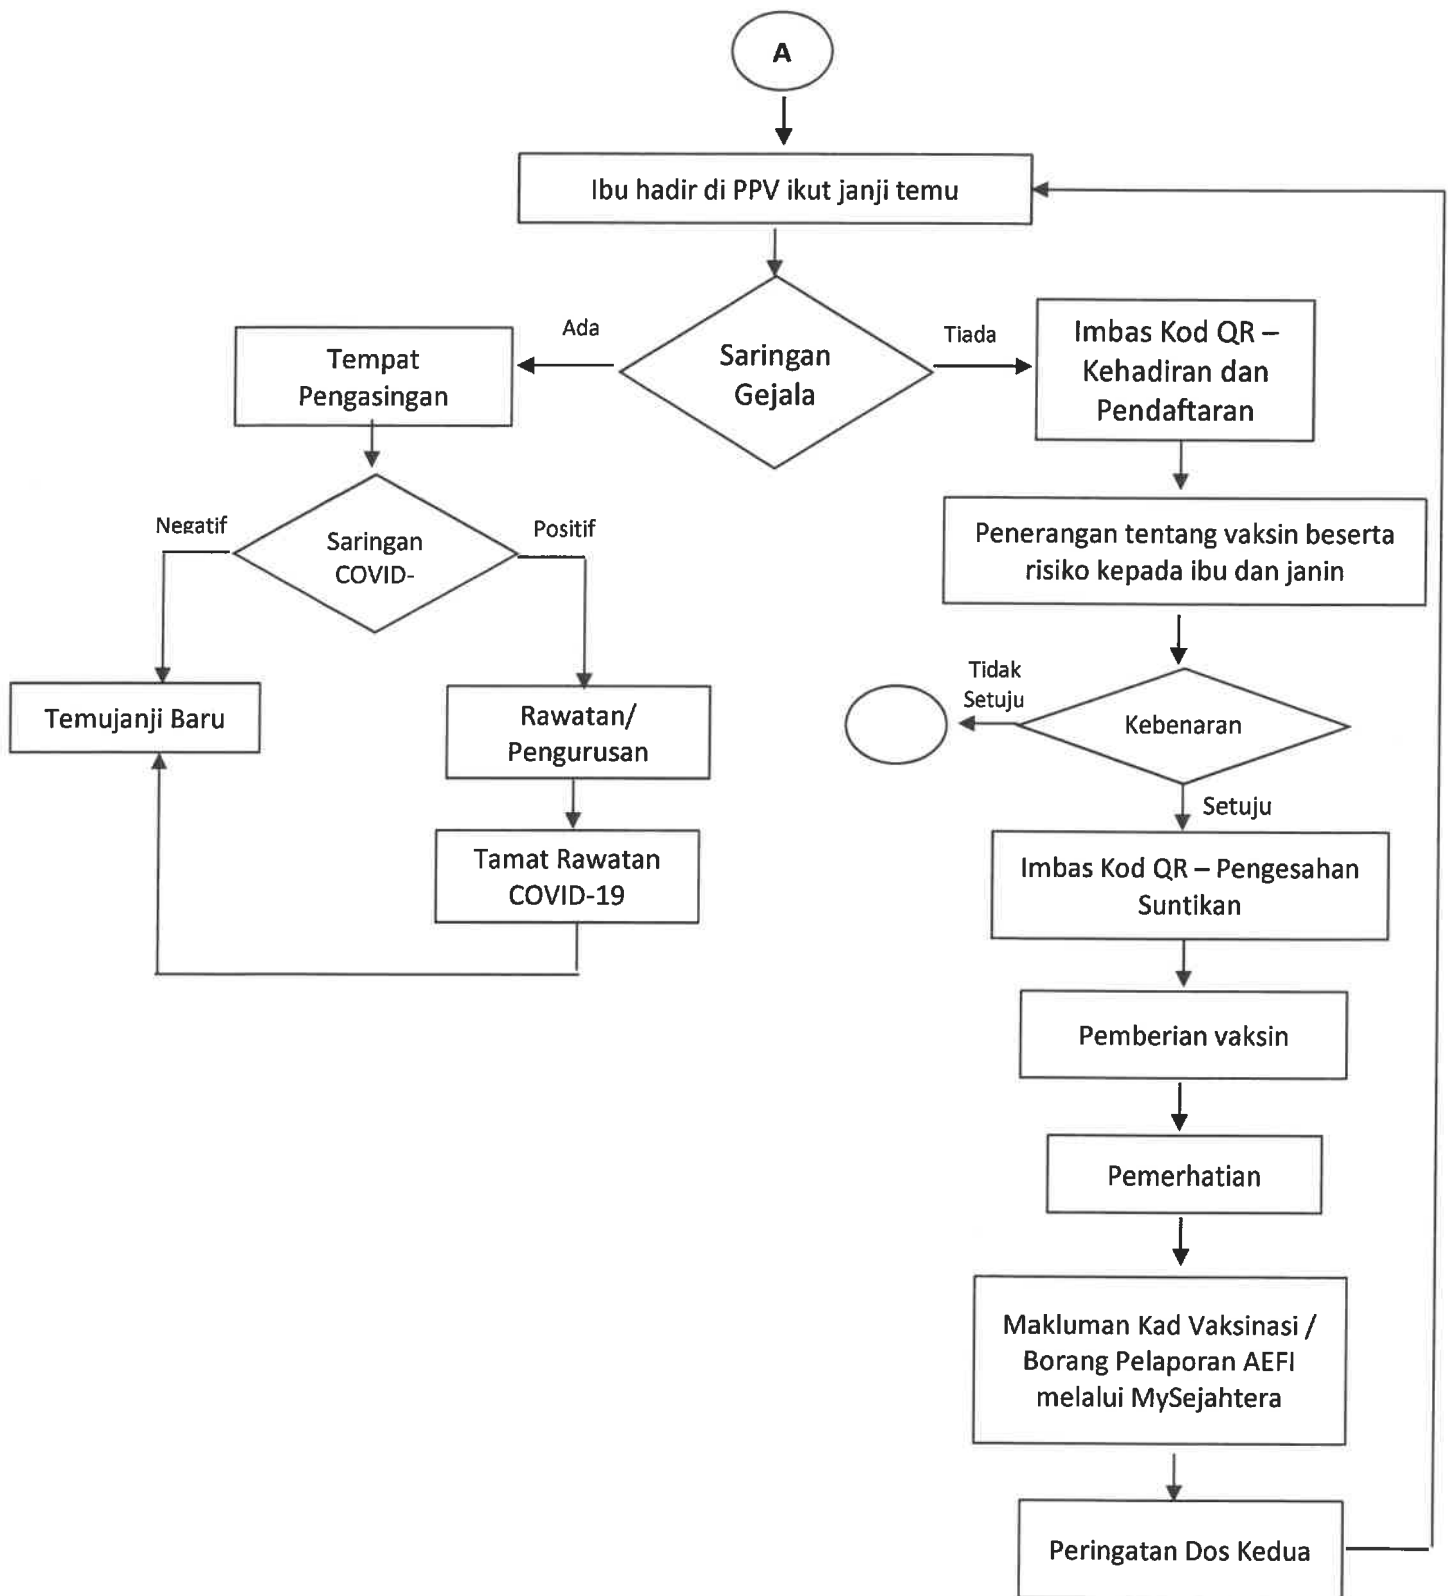 A
Ibu hadir di PPV ikut janji temu
Saringan
Gejala
Ada
Tiada
Tempat
Pengasingan
Imbas Kod QR –
Kehadiran dan
Pendaftaran
Saringan
COVID-
Negatif
Positif
Penerangan tentang vaksin beserta
risiko kepada ibu dan janin
Temujanji Baru
Rawatan/
Pengurusan
Tidak
Setuju
Kebenaran
Setuju
Tamat Rawatan
COVID-19
Imbas Kod QR – Pengesahan
Suntikan
Pemberian vaksin
Pemerhatian
Makluman Kad Vaksinasi /
Borang Pelaporan AEFI
melalui MySejahtera
Peringatan Dos Kedua